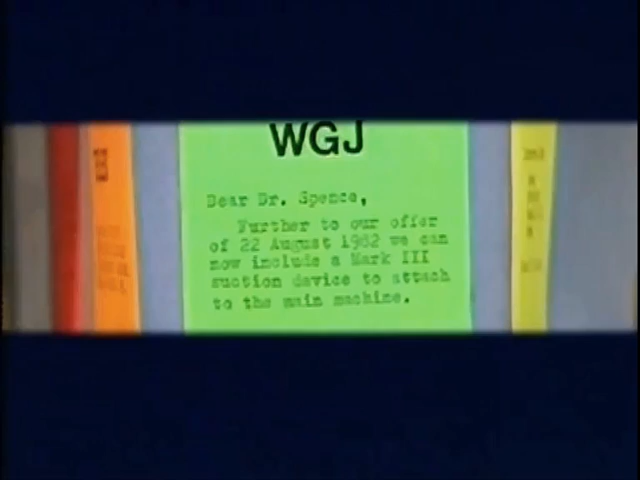 WGJ
Dear Dr. Spence,
Further to our offer
of 22 August 1982 we can
now include a Mark III
suction device to attach
to the main machine.